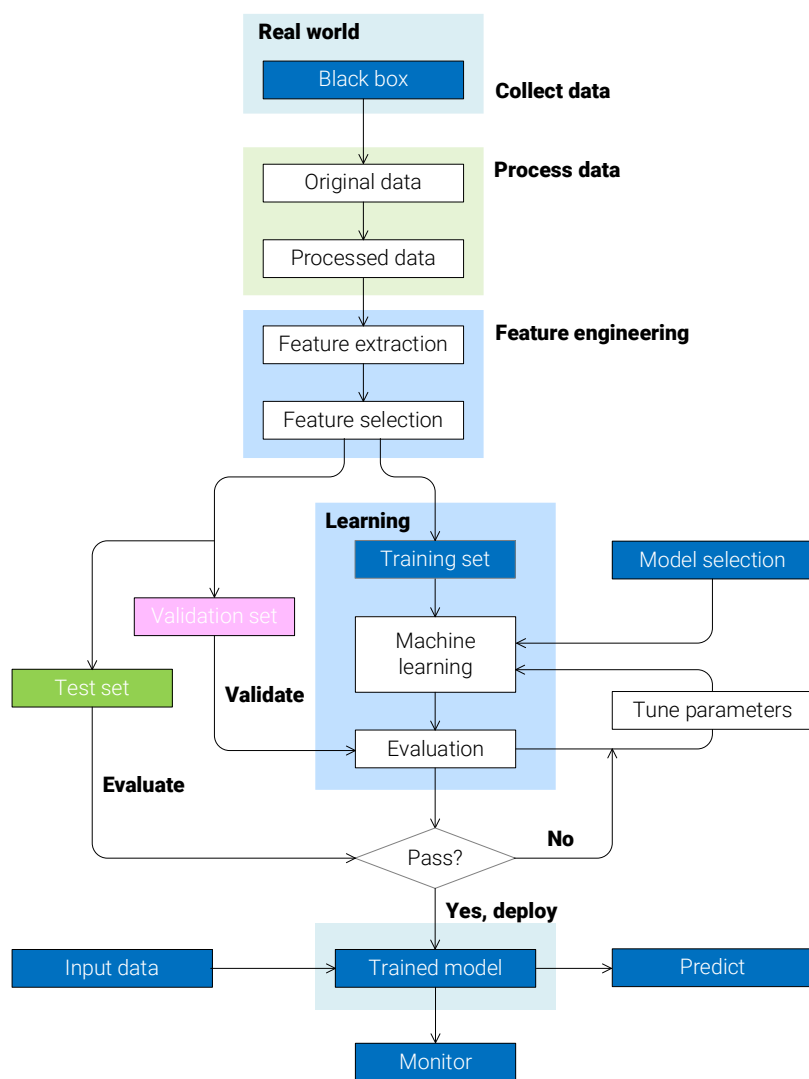 Real world
Black box
Collect data
Original data
Process data
Processed data
Feature extraction
Feature engineering
Feature selection
Learning
Training set
Model selection
Validation set
Machine
learning
Test set
Validate
Tune parameters
Evaluation
Evaluate
No
Pass?
Yes, deploy
Input data
Trained model
Predict
Monitor